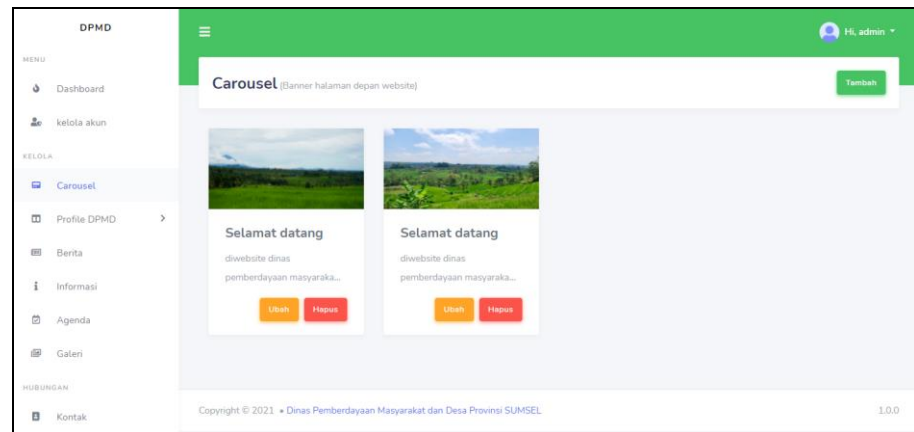 DPMD
Hi, admin
MENU
Dashboard
kelola akun
KELOLA
Carousel
Profile DPMD
Berita
Informasi
Agenda
Galeri
HUBUNGAN
Kontak
Carousel (Banner halaman depan website)
Tambah
Selamat datang
diwebsite dinas
pemberdayaan masyaraka...
Ubah Hapus
Selamat datang
diwebsite dinas
pemberdayaan masyaraka...
Ubah Hapus
Copyright © 2021 • Dinas Pemberdayaan Masyarakat dan Desa Provinsi SUMSEL
1.0.0